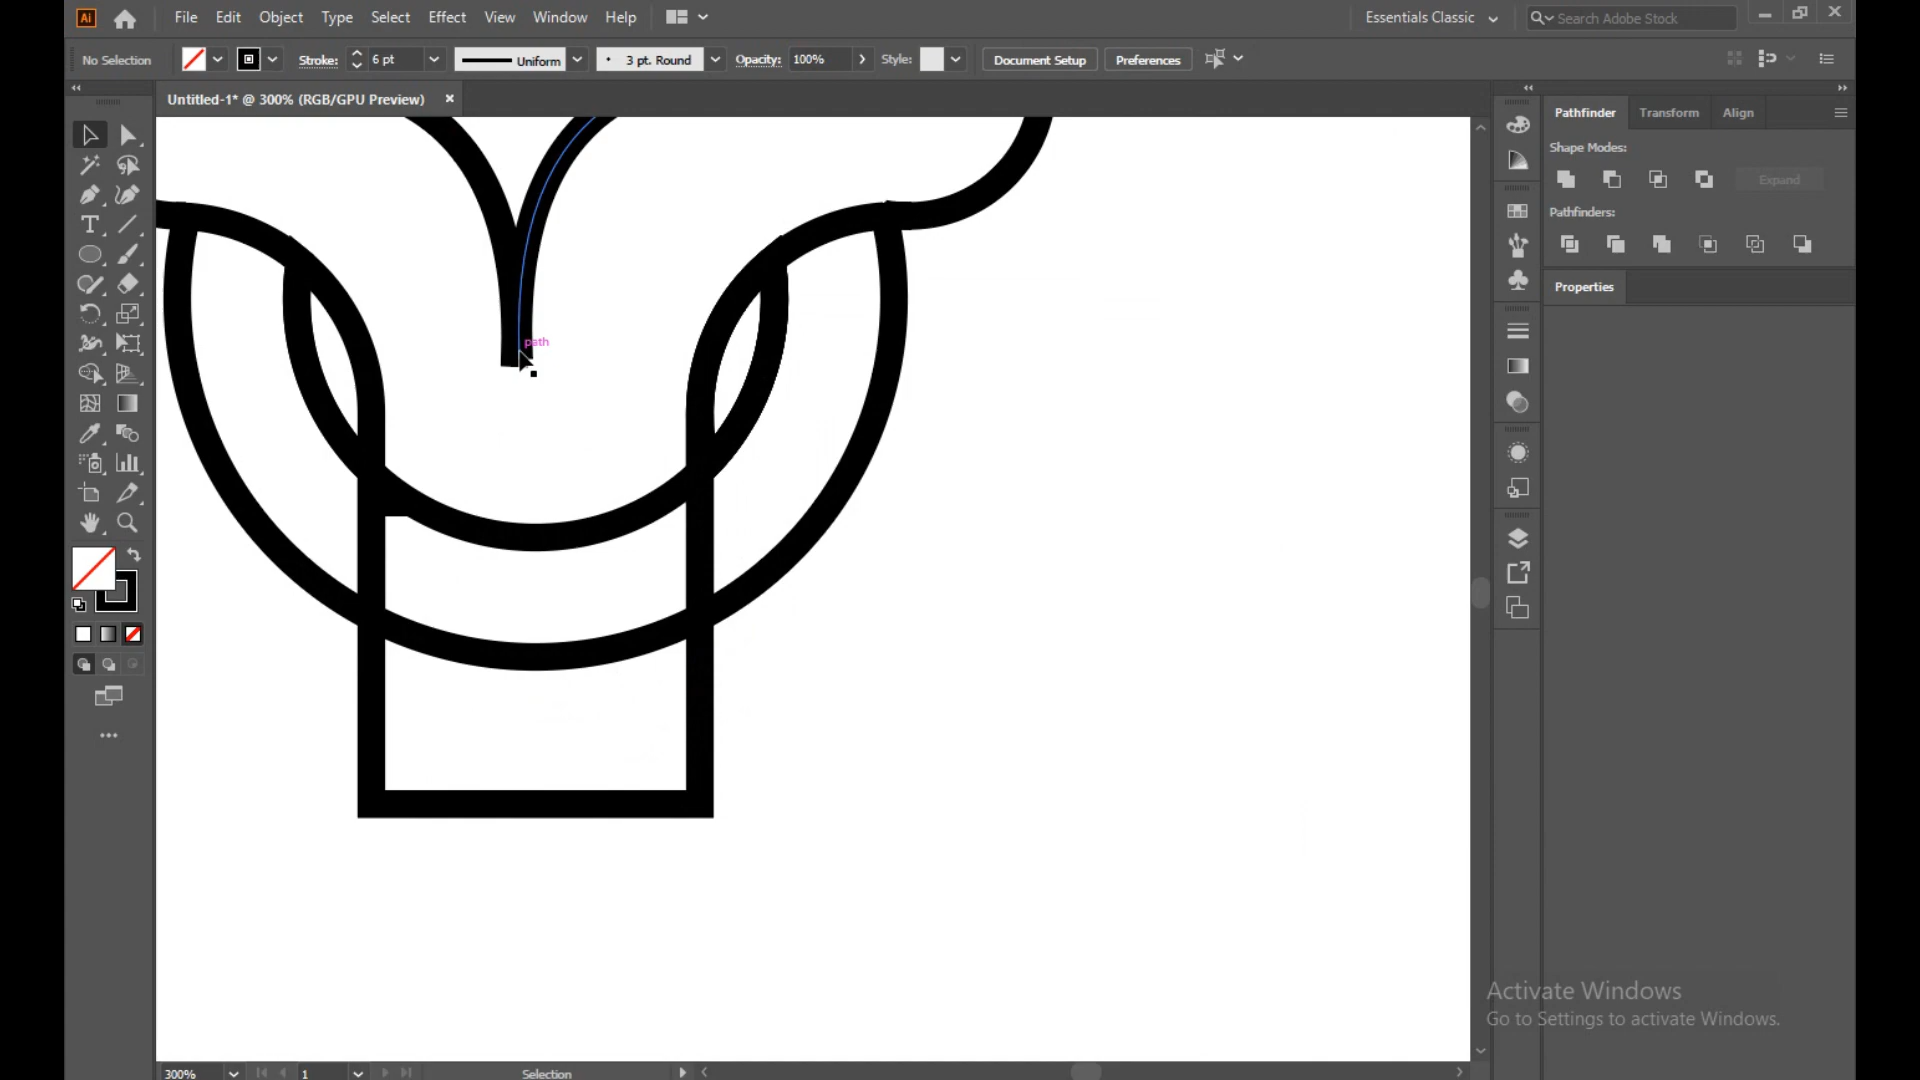 Ai File Edit Object Type Select Effect View Window Help Essentials Classic Search Adobe Stock
No Selection Stroke: 6 pt Uniform 3 pt. Round Opacity: 100% Style: Document Setup Preferences
Untitled-1* @ 300% (RGB/GPU Preview)
Pathfinder Transform Align
Shape Modes:
Expand
Pathfinders:
Properties
path
Activate Windows
Go to Settings to activate Windows.
300% 1 Selection